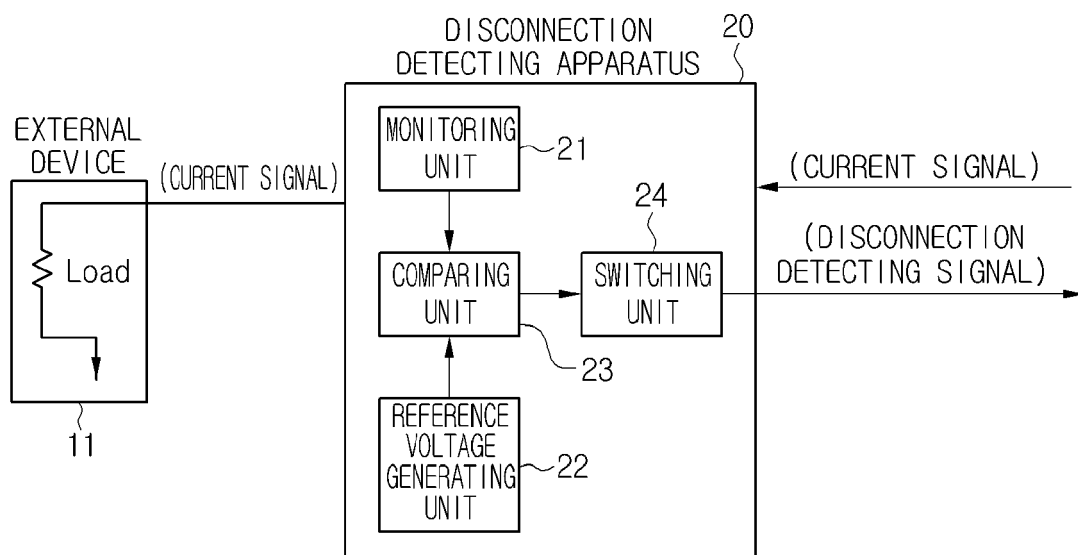 DISCONNECTION
DETECTING APPARATUS
20
EXTERNAL
DEVICE
(CURRENT SIGNAL)
Load
11
MONITORING
UNIT
21
COMPARING
UNIT
23
REFERENCE
VOLTAGE
GENERATING
UNIT
22
24
SWITCHING
UNIT
(CURRENT SIGNAL)
(DISCONNECTION
DETECTING SIGNAL)